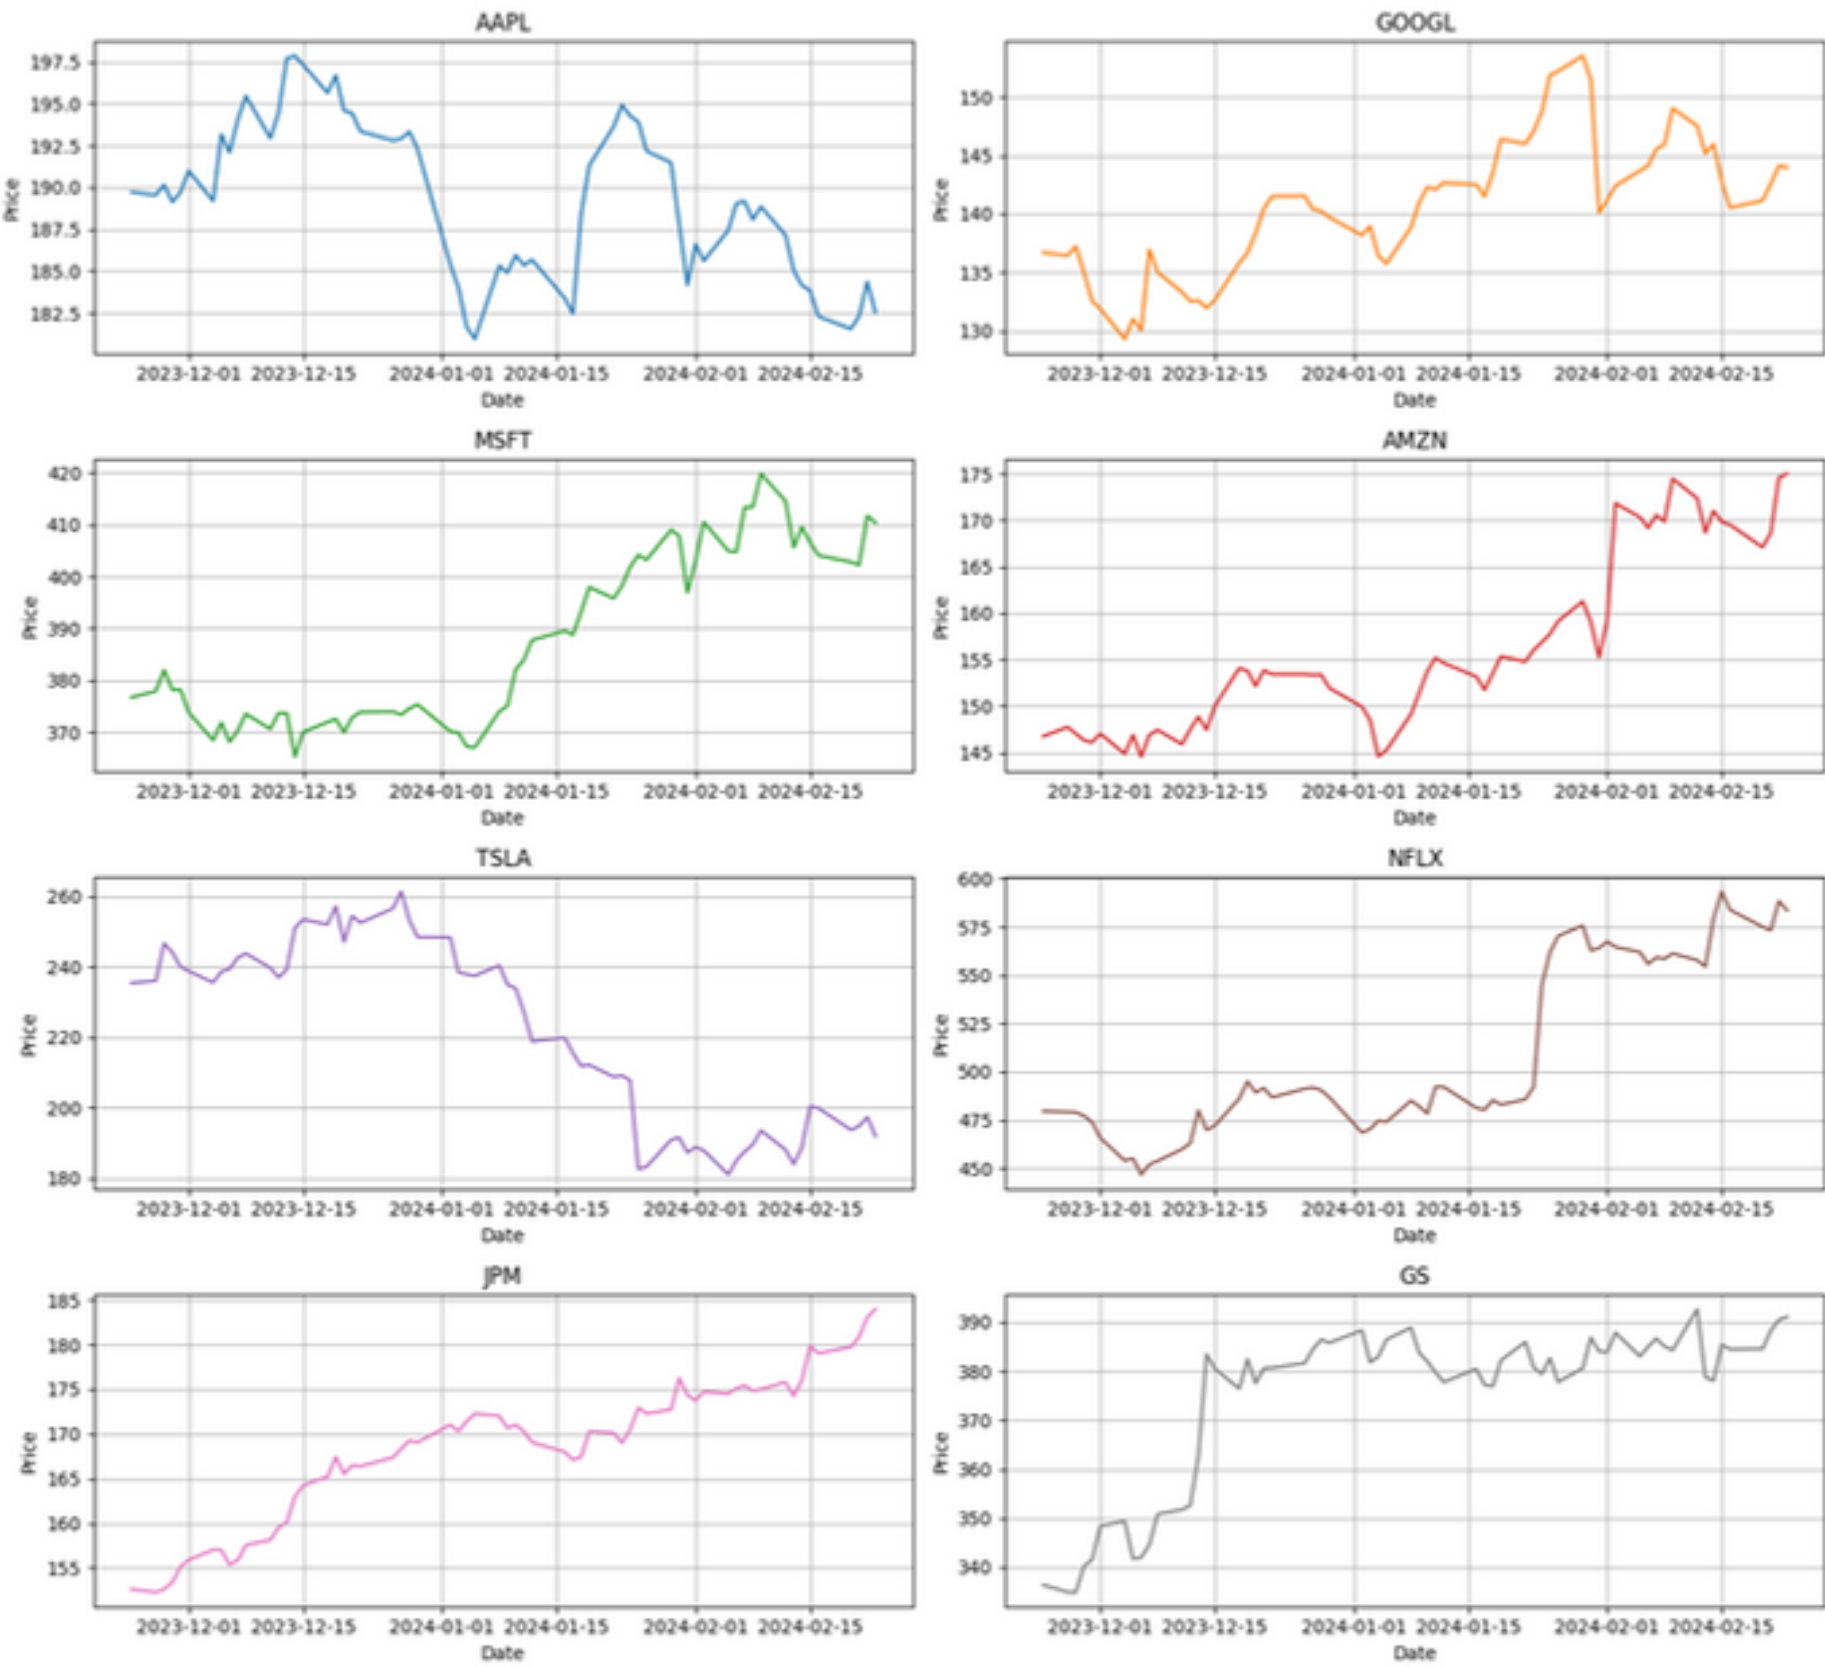 AAPL
Price
197.5
195.0
192.5
190.0
187.5
185.0
182.5
2023-12-01 2023-12-15 2024-01-01 2024-01-15 2024-02-01 2024-02-15
Date
GOOGL
Price
150
145
140
135
130
2023-12-01 2023-12-15 2024-01-01 2024-01-15 2024-02-01 2024-02-15
Date
MSFT
Price
420
410
400
390
380
370
2023-12-01 2023-12-15 2024-01-01 2024-01-15 2024-02-01 2024-02-15
Date
AMZN
Price
175
170
165
160
155
150
145
2023-12-01 2023-12-15 2024-01-01 2024-01-15 2024-02-01 2024-02-15
Date
TSLA
Price
260
240
220
200
180
2023-12-01 2023-12-15 2024-01-01 2024-01-15 2024-02-01 2024-02-15
Date
NFLX
Price
600
575
550
525
500
475
450
2023-12-01 2023-12-15 2024-01-01 2024-01-15 2024-02-01 2024-02-15
Date
JPM
Price
185
180
175
170
165
160
155
2023-12-01 2023-12-15 2024-01-01 2024-01-15 2024-02-01 2024-02-15
Date
GS
Price
390
380
370
360
350
340
2023-12-01 2023-12-15 2024-01-01 2024-01-15 2024-02-01 2024-02-15
Date